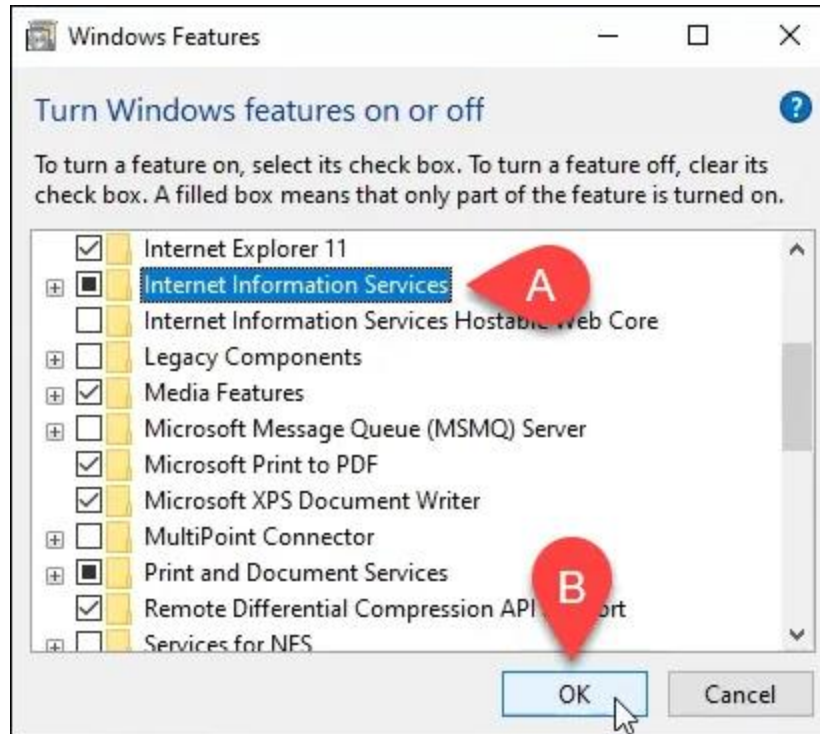 Windows Features
Turn Windows features on or off
?
To turn a feature on, select its check box. To turn a feature off, clear its
check box. A filled box means that only part of the feature is turned on.
Internet Explorer 11
Internet Information Services
A
Internet Information Services Hostable Web Core
Legacy Components
Media Features
Microsoft Message Queue (MSMQ) Server
Microsoft Print to PDF
Microsoft XPS Document Writer
MultiPoint Connector
Print and Document Services
B
Remote Differential Compression API
Services for NFS
OK
Cancel